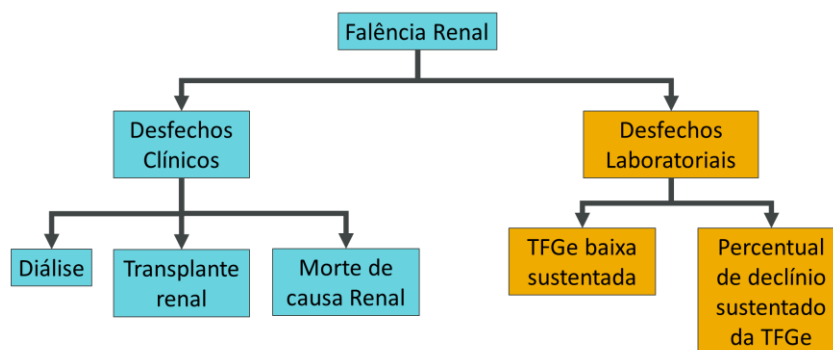 Falência Renal
Desfechos
Clínicos
Desfechos
Laboratoriais
Diálise
Transplante
renal
Morte de
causa Renal
TFGe baixa
sustentada
Percentual
de declínio
sustentado
da TFGe